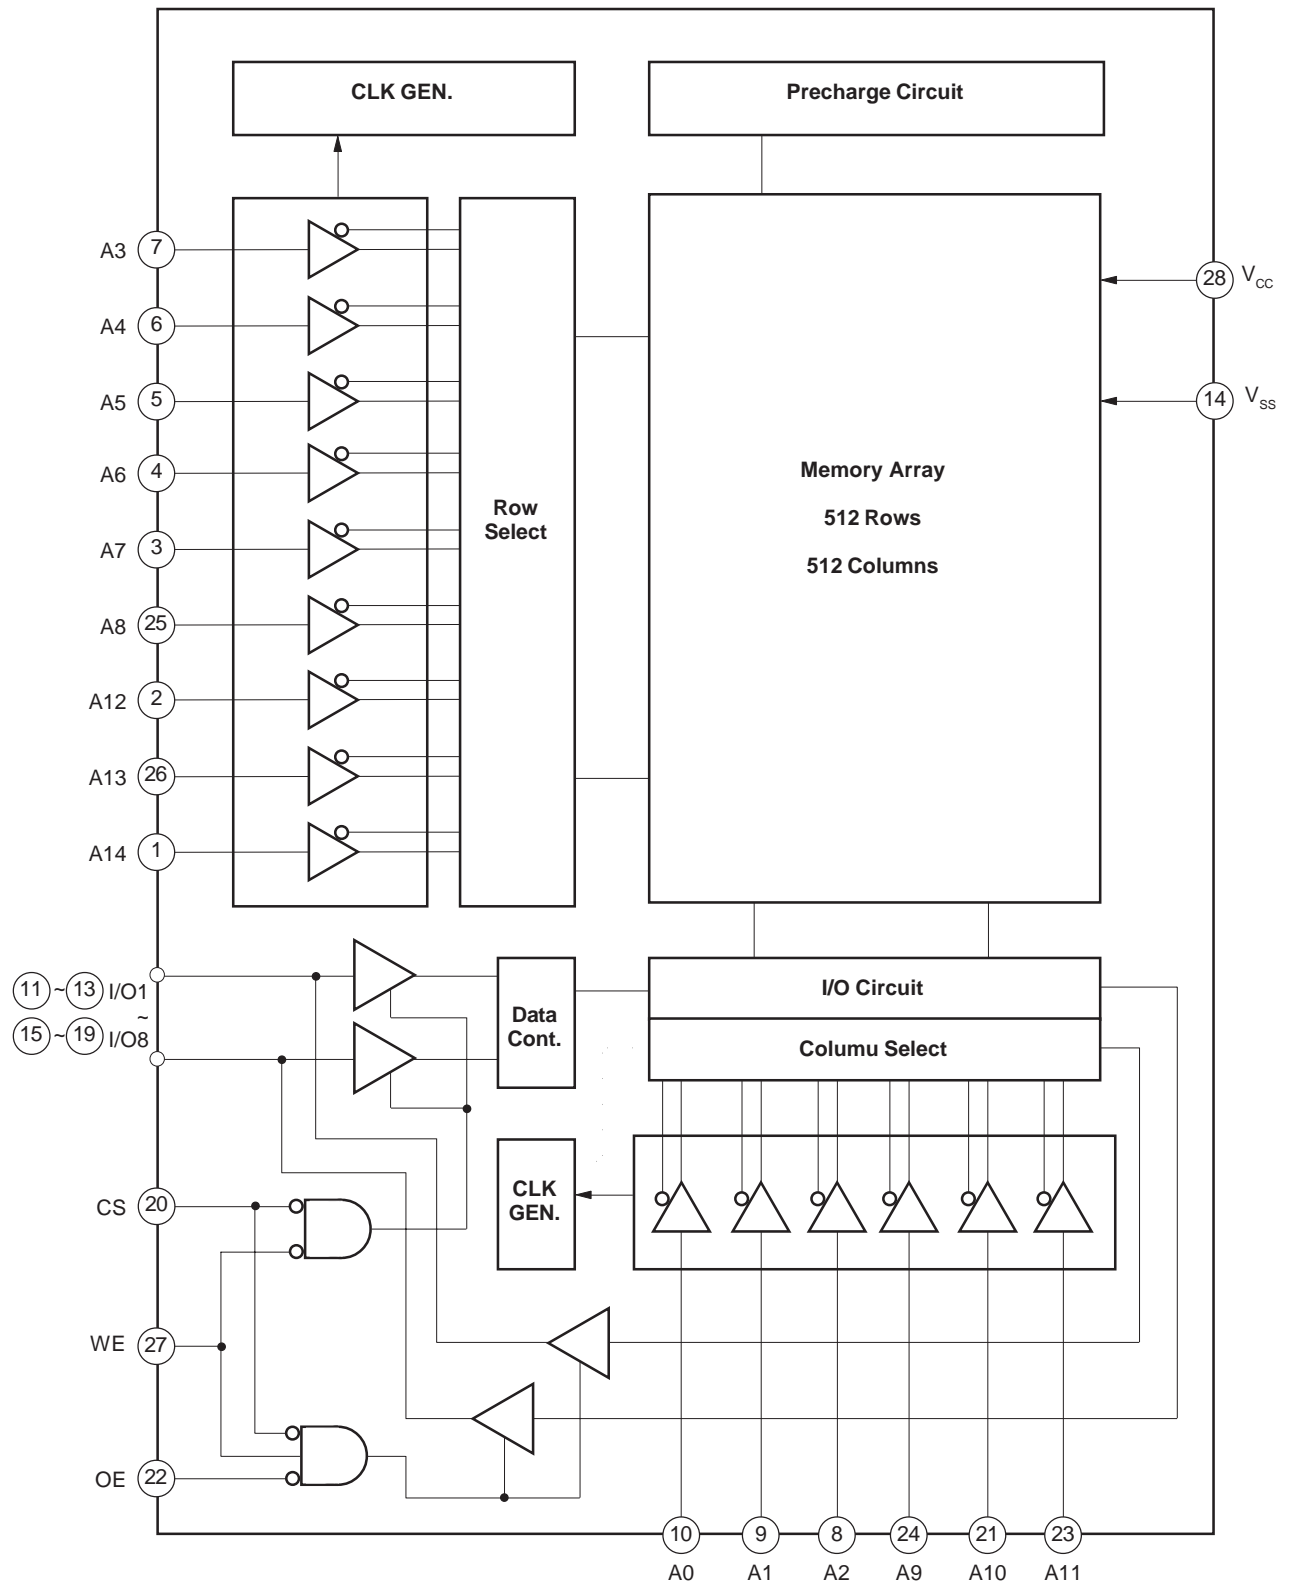 CLK GEN.
Precharge Circuit
A3 7
28 VCC
A4 6
A5 5
14 VSS
A6 4
Memory Array
512 Rows
512 Columns
Row
Select
A7 3
A8 25
A12 2
A13 26
A14 1
11 ~ 13 I/O1
~
15 ~ 19 I/O8
Data
Cont.
I/O Circuit
Columu Select
CS 20
CLK
GEN.
WE 27
OE 22
10 9 8 24 21 23
A0 A1 A2 A9 A10 A11